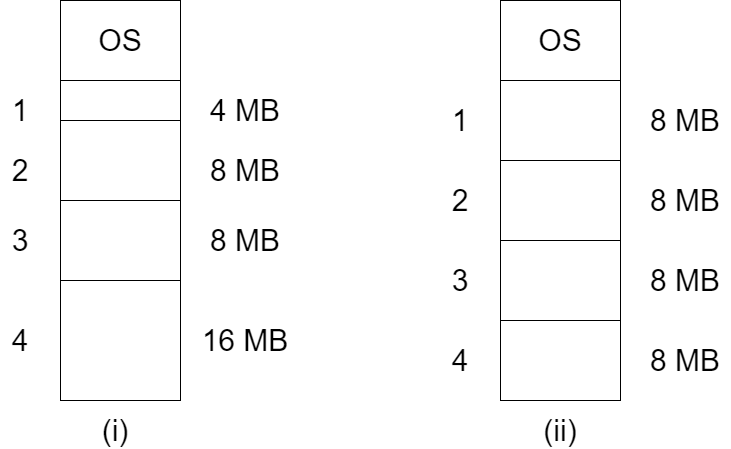 OS
1 4 MB
2 8 MB
3 8 MB
4 16 MB
(i)
OS
1 8 MB
2 8 MB
3 8 MB
4 8 MB
(ii)